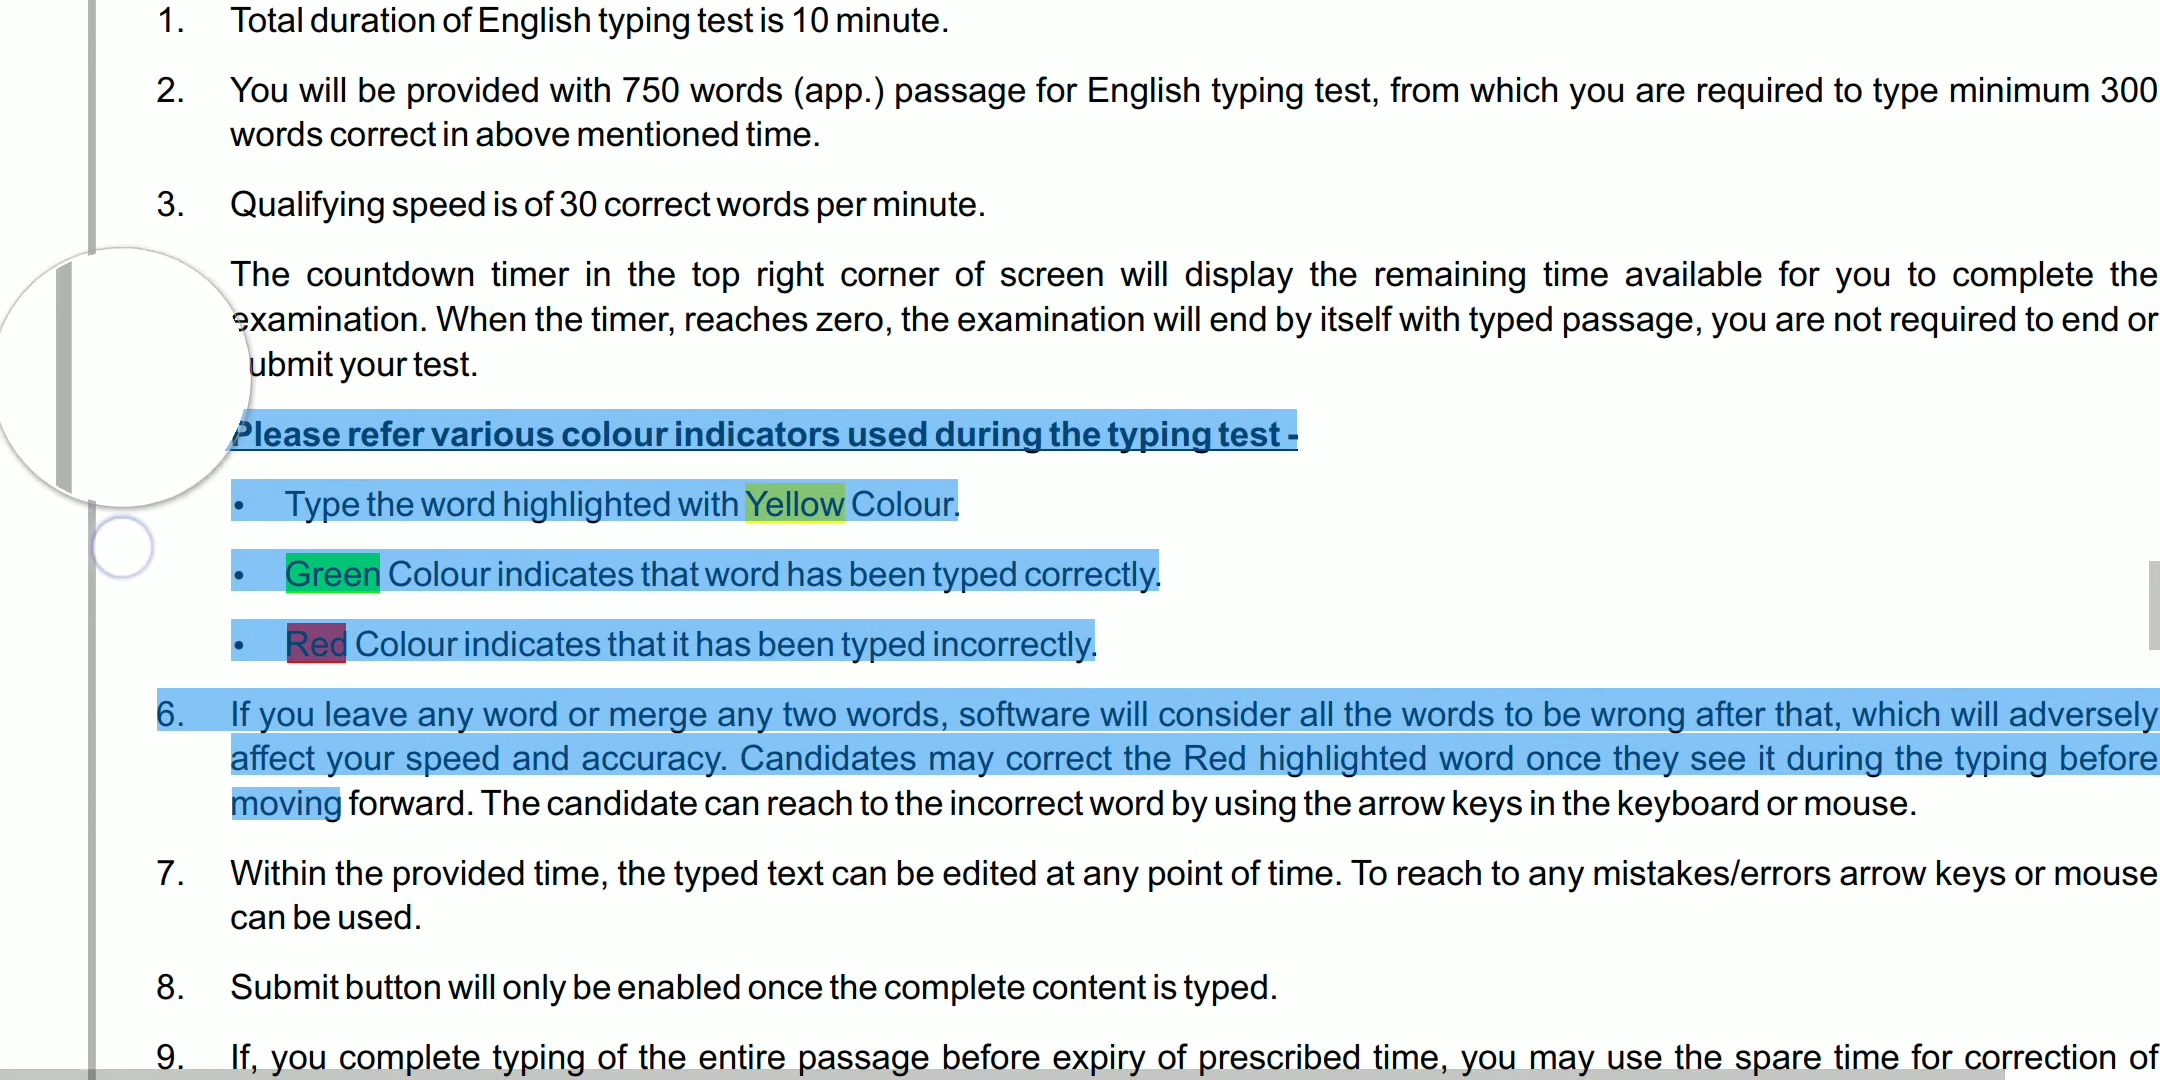 1. Total duration of English typing test is 10 minute.
2. You will be provided with 750 words (app.) passage for English typing test, from which you are required to type minimum 300
words correct in above mentioned time.
3. Qualifying speed is of 30 correct words per minute.
The countdown timer in the top right corner of screen will display the remaining time available for you to complete the
examination. When the timer, reaches zero, the examination will end by itself with typed passage, you are not required to end or
ubmit your test.
Please refer various colour indicators used during the typing test -
• Type the word highlighted with Yellow Colour.
• Green Colour indicates that word has been typed correctly.
• Red Colour indicates that it has been typed incorrectly.
6. If you leave any word or merge any two words, software will consider all the words to be wrong after that, which will adversely
affect your speed and accuracy. Candidates may correct the Red highlighted word once they see it during the typing before
moving forward. The candidate can reach to the incorrect word by using the arrow keys in the keyboard or mouse.
7. Within the provided time, the typed text can be edited at any point of time. To reach to any mistakes/errors arrow keys or mouse
can be used.
8. Submit button will only be enabled once the complete content is typed.
9. If, you complete typing of the entire passage before expiry of prescribed time, you may use the spare time for correction of